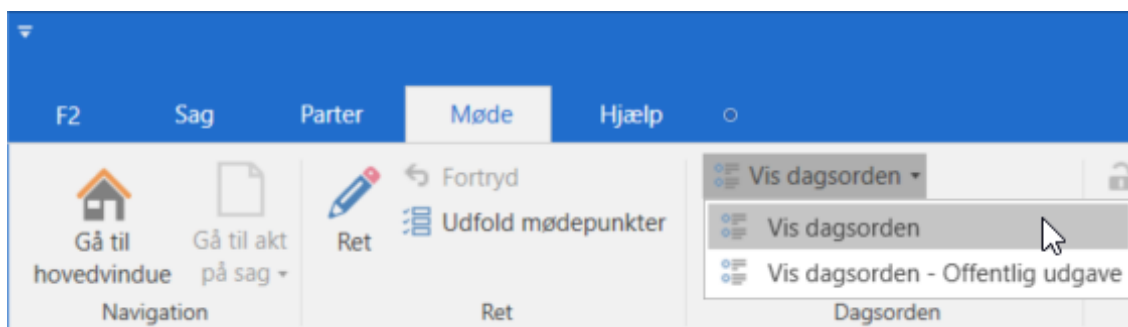 F2
Sag
Parter
Møde
Hjælp
Gå til
hovedvindue
Gå til akt
på sag
Navigation
Ret
Fortryd
Udfold mødepunkter
Ret
Vis dagsorden
Vis dagsorden
Vis dagsorden - Offentlig udgave
Dagsorden